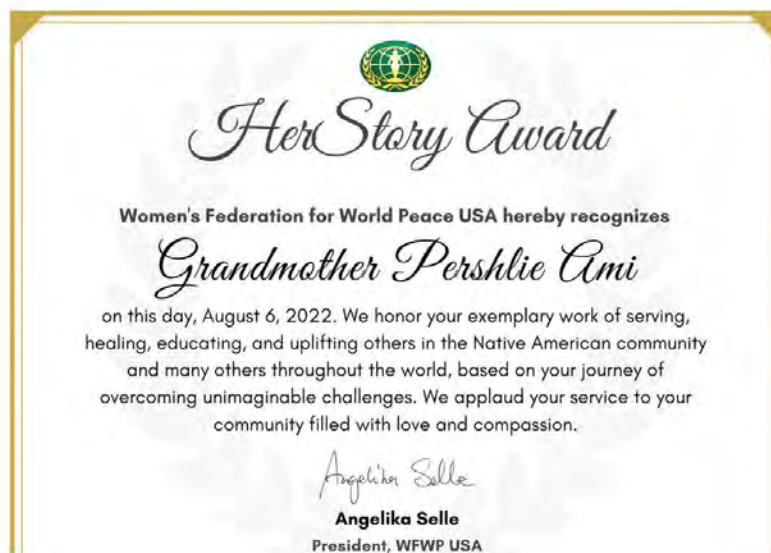 HerStory Award
Women's Federation for World Peace USA hereby recognizes
Grandmother Pershlie Ami
on this day, August 6, 2022. We honor your exemplary work of serving,
healing, educating, and uplifting others in the Native American community
and many others throughout the world, based on your journey of
overcoming unimaginable challenges. We applaud your service to your
community filled with love and compassion.
Angelika Selle
Angelika Selle
President, WFWP USA